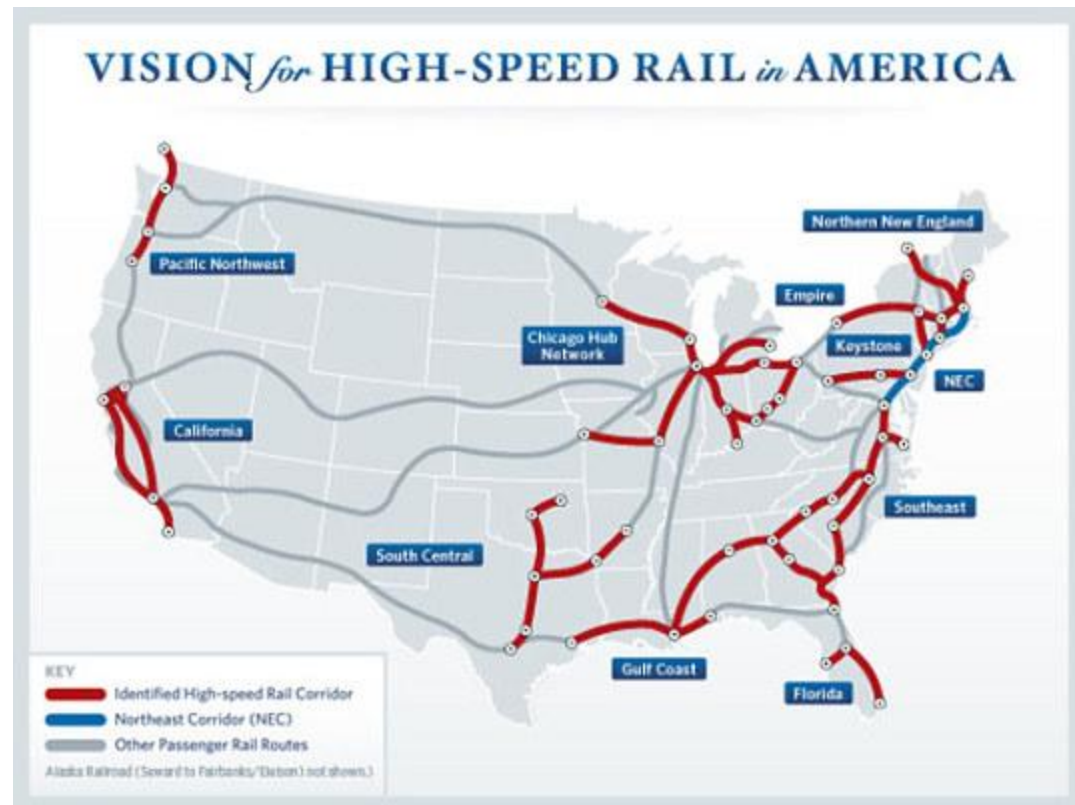 VISION for HIGH-SPEED RAIL in AMERICA
Northern New England
Pacific Northwest
Empire
Chicago Hub
Network
Keystone
NEC
California
Southeast
South Central
Gulf Coast
Florida
KEY
Identified High-speed Rail Corridor
Northeast Corridor (NEC)
Other Passenger Rail Routes
Alaska Railroad (Seward to Fairbanks/ not shown.)